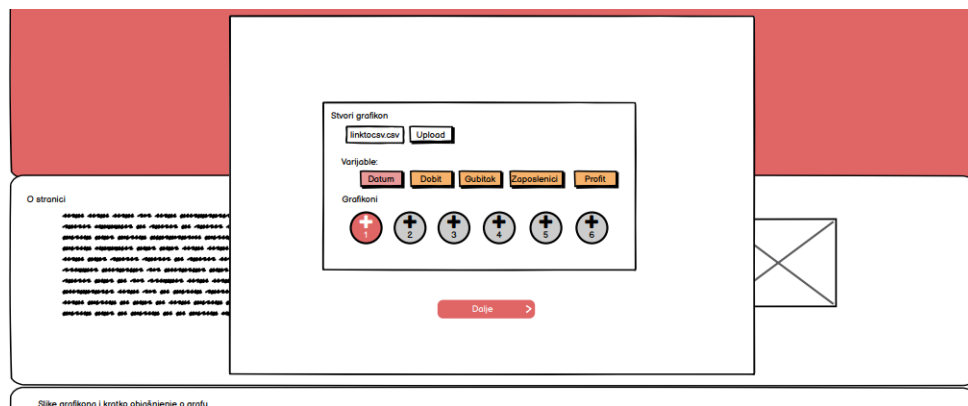 Stvori grafikon
linktocsv.csv Upload
Varijable:
Datum Dobit Gubitak Zaposlenici Profit
Grafikoni
1 2 3 4 5 6
O stranici
Dalje
Slike grafikona i kratko objašnjenje o grafu